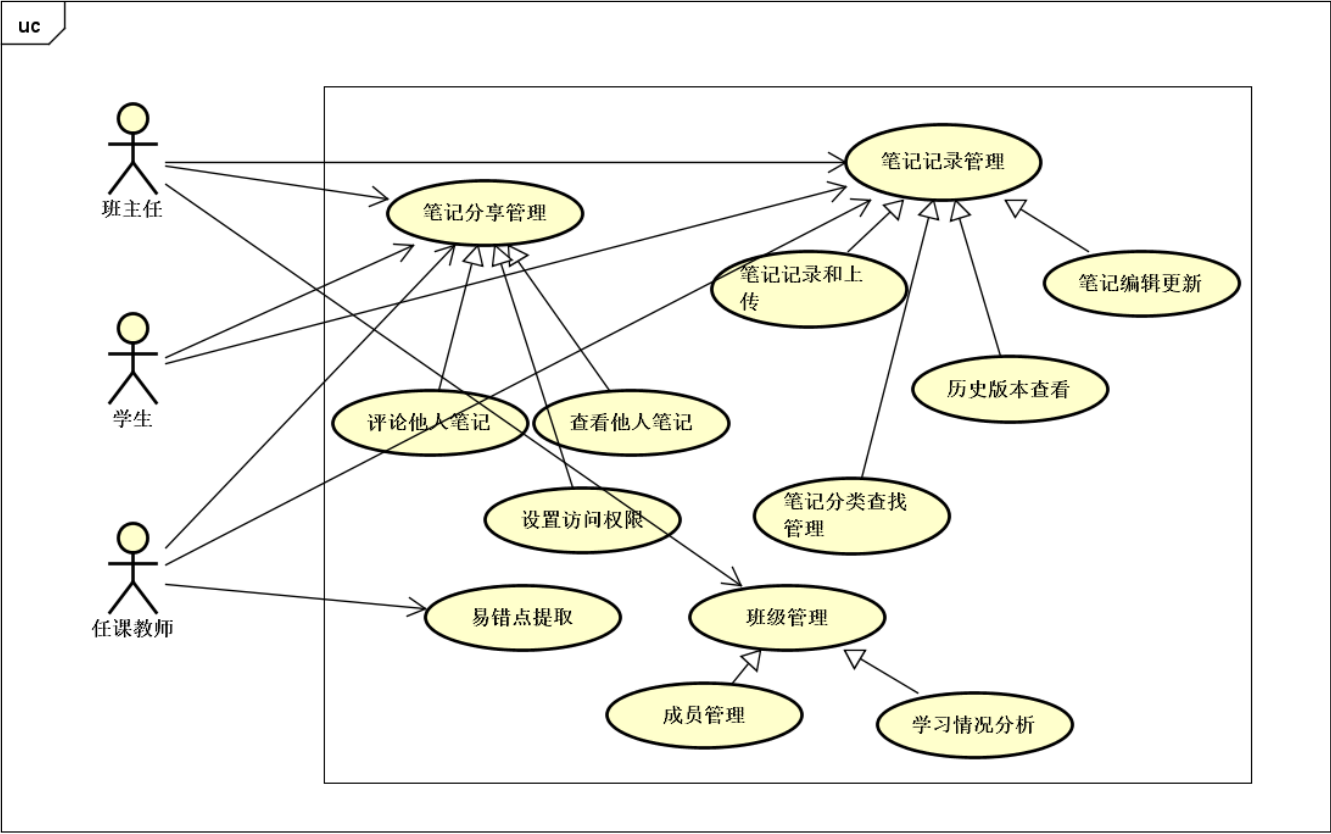 uc
班主任
笔记记录管理
笔记分享管理
笔记记录和上
传
笔记编辑更新
学生
历史版本查看
评论他人笔记
查看他人笔记
笔记分类查找
管理
设置访问权限
任课教师
易错点提取
班级管理
成员管理
学习情况分析